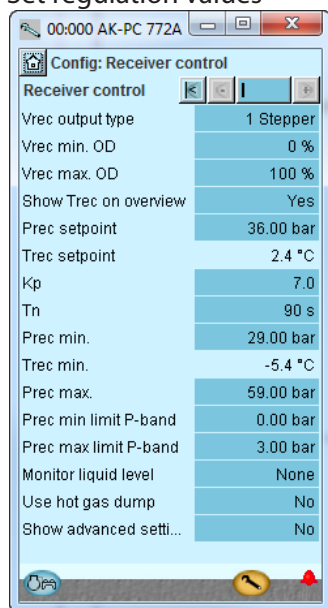 Set regulation values
00:000 AK-PC 772A
Config: Receiver control
Receiver control
Vrec output type 1 Stepper
Vrec min. OD 0 %
Vrec max. OD 100 %
Show Trec on overview Yes
Prec setpoint 36.00 bar
Trec setpoint 2.4 °C
Kp 7.0
Tn 90 s
Prec min. 29.00 bar
Trec min. -5.4 °C
Prec max. 59.00 bar
Prec min limit P-band 0.00 bar
Prec max limit P-band 3.00 bar
Monitor liquid level None
Use hot gas dump No
Show advanced setti... No